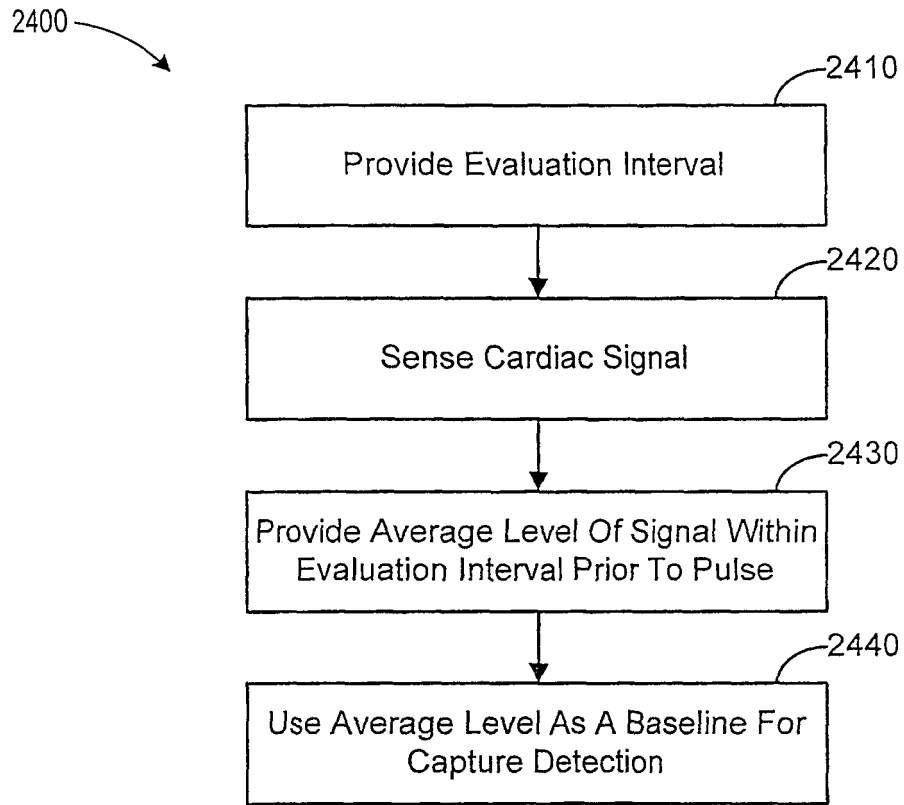 2400
2410
Provide Evaluation Interval
2420
Sense Cardiac Signal
2430
Provide Average Level Of Signal Within
Evaluation Interval Prior To Pulse
2440
Use Average Level As A Baseline For
Capture Detection